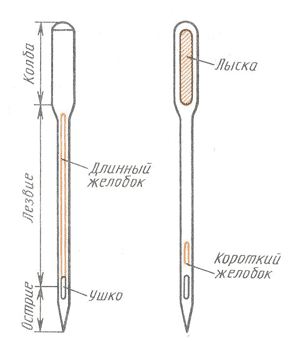 Колба
Лыска
Лезвие
Длинный
желобок
Короткий
желобок
Острие
Ушко